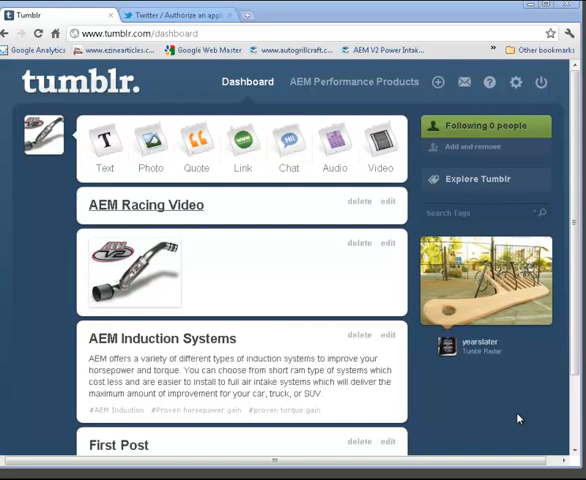 Tumblr
Twitter / Authorize an appl
www.tumblr.com/dashboard
Google Analytics
www.ezinearticles.c...
Google Web Master
www.autogrillcraft.c...
AEM V2 Power Intak...
»
Other bookmarks
tumblr.
Dashboard
AEM Performance Products
Text
Photo
Quote
Link
Chat
Audio
Video
Following 0 people
Add and remove
Explore Tumblr
Search Tags
AEM Racing Video
delete edit
delete edit
V2
AEM Induction Systems
delete edit
AEM offers a variety of different types of induction systems to improve your
horsepower and torque. You can choose from short ram type of systems which
cost less and are easier to install to full air intake systems which will deliver the
maximum amount of improvement for your car, truck, or SUV.
#AEM Induction #Proven horsepower gain #proven torque gain
First Post
delete edit
yearslater
Tumblr Radar